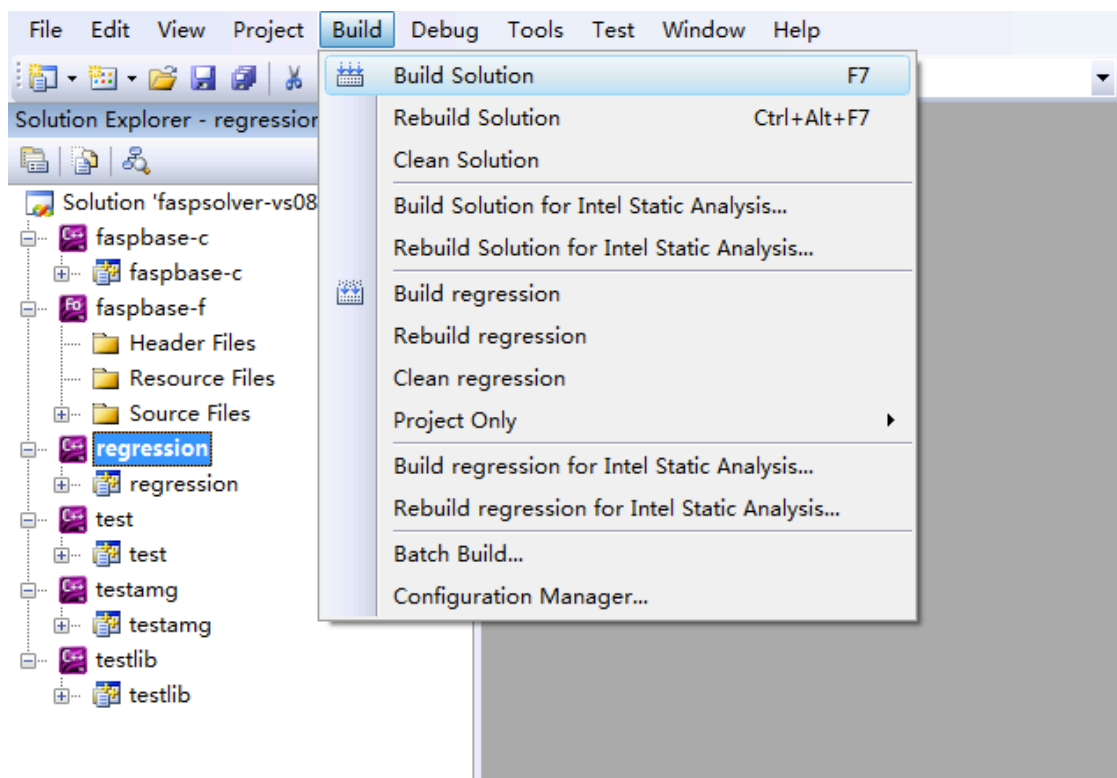 File Edit View Project Build Debug Tools Test Window Help
Build Solution F7
Solution Explorer - regression
Rebuild Solution Ctrl+Alt+F7
Clean Solution
Solution 'faspsolver-vs08
Build Solution for Intel Static Analysis...
faspbase-c
Rebuild Solution for Intel Static Analysis...
faspbase-c
Build regression
faspbase-f
Rebuild regression
Header Files
Clean regression
Resource Files
Project Only
Source Files
regression
Build regression for Intel Static Analysis...
regression
Rebuild regression for Intel Static Analysis...
test
Batch Build...
test
testamg
Configuration Manager...
testamg
testlib
testlib